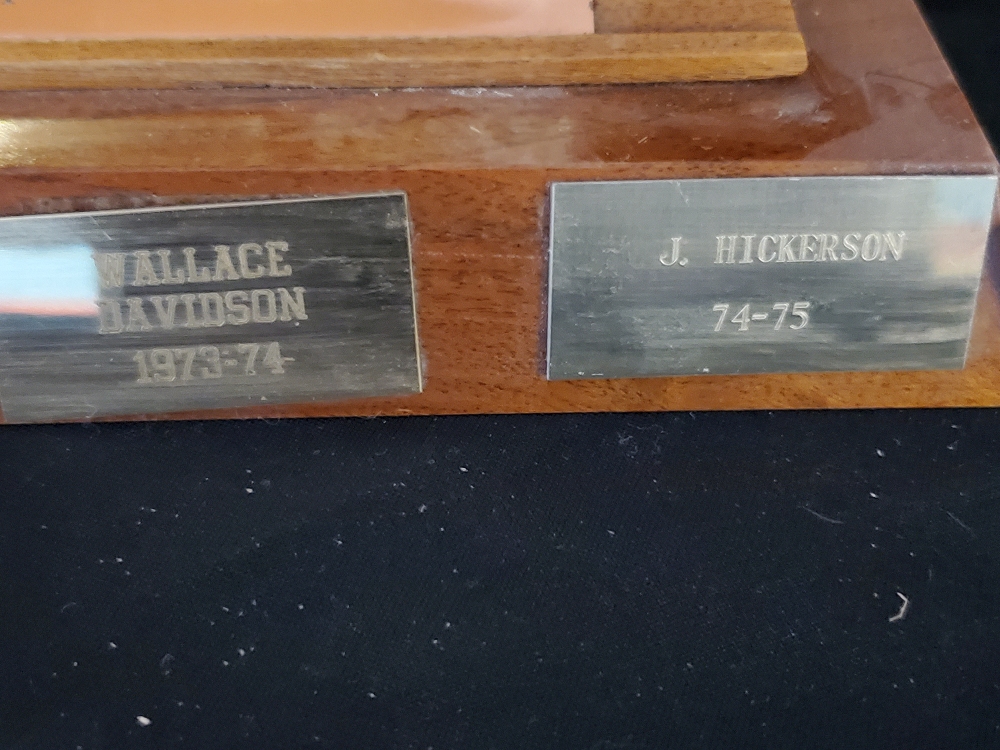 WALLACE
DAVIDSON
1973-74
J. HICKERSON
74-75